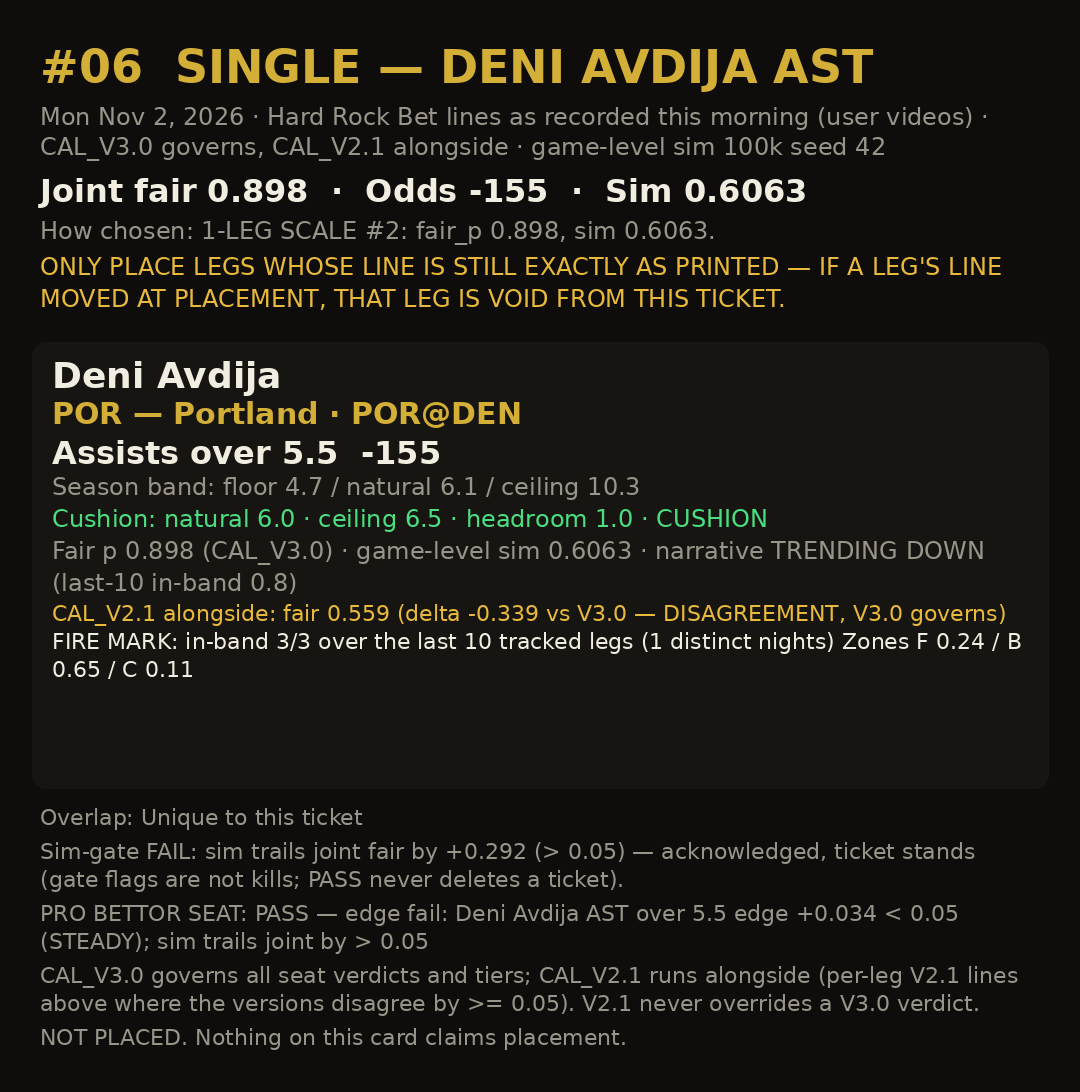 #06  SINGLE — DENI AVDIJA AST
Mon Nov 2, 2026 · Hard Rock Bet lines as recorded this morning (user videos) ·
CAL_V3.0 governs, CAL_V2.1 alongside · game-level sim 100k seed 42
Joint fair 0.898  ·  Odds -155  ·  Sim 0.6063
How chosen: 1-LEG SCALE #2: fair_p 0.898, sim 0.6063.
ONLY PLACE LEGS WHOSE LINE IS STILL EXACTLY AS PRINTED — IF A LEG'S LINE
MOVED AT PLACEMENT, THAT LEG IS VOID FROM THIS TICKET.
Deni Avdija
POR — Portland · POR@DEN
Assists over 5.5  -155
Season band: floor 4.7 / natural 6.1 / ceiling 10.3
Cushion: natural 6.0 · ceiling 6.5 · headroom 1.0 · CUSHION
Fair p 0.898 (CAL_V3.0) · game-level sim 0.6063 · narrative TRENDING DOWN
(last-10 in-band 0.8)
CAL_V2.1 alongside: fair 0.559 (delta -0.339 vs V3.0 — DISAGREEMENT, V3.0 governs)
FIRE MARK: in-band 3/3 over the last 10 tracked legs (1 distinct nights) Zones F 0.24 / B
0.65 / C 0.11
Overlap: Unique to this ticket
Sim-gate FAIL: sim trails joint fair by +0.292 (> 0.05) — acknowledged, ticket stands
(gate flags are not kills; PASS never deletes a ticket).
PRO BETTOR SEAT: PASS — edge fail: Deni Avdija AST over 5.5 edge +0.034 < 0.05
(STEADY); sim trails joint by > 0.05
CAL_V3.0 governs all seat verdicts and tiers; CAL_V2.1 runs alongside (per-leg V2.1 lines
above where the versions disagree by >= 0.05). V2.1 never overrides a V3.0 verdict.
NOT PLACED. Nothing on this card claims placement.